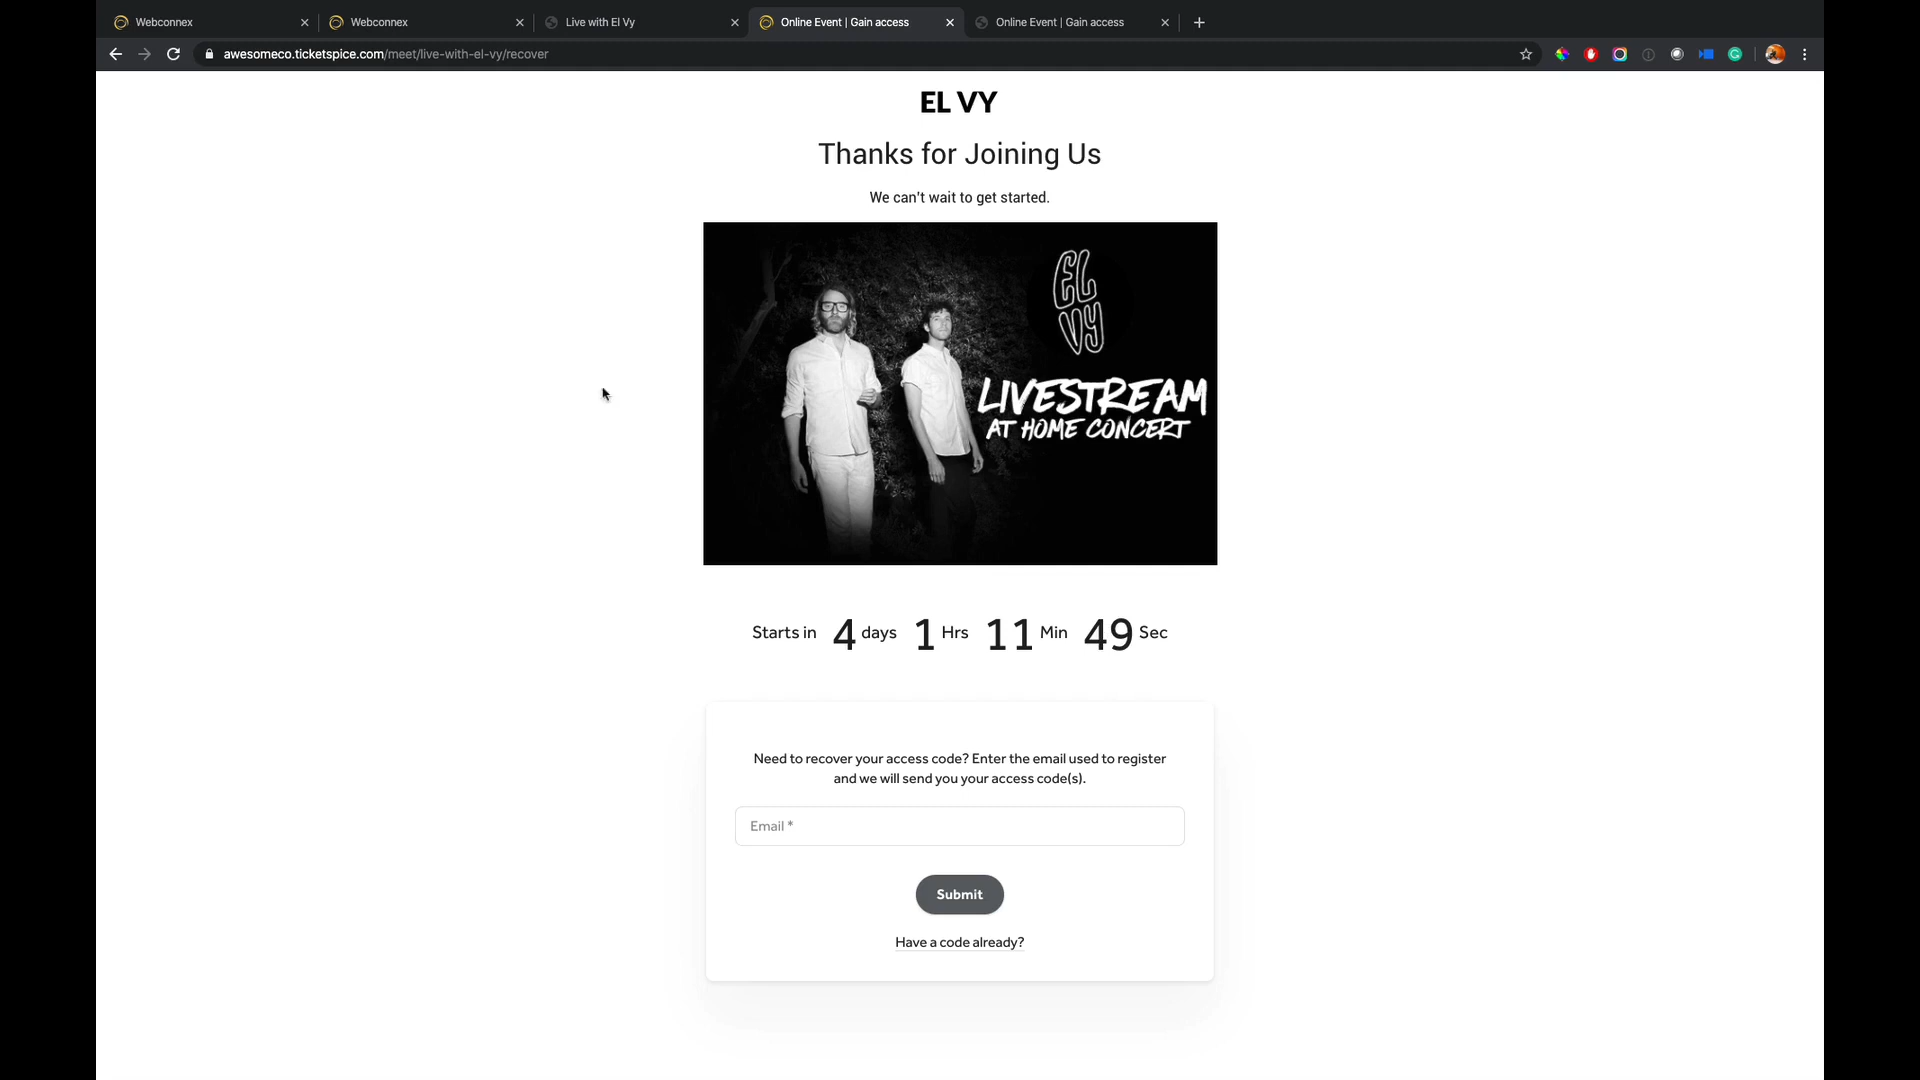 Webconnex
Webconnex
Live with El Vy
Online Event | Gain access
Online Event | Gain access
awesomeco.ticketspice.com/meet/live-with-el-vy/recover
EL VY
Thanks for Joining Us
We can't wait to get started.
EL
VY
LIVESTREAM
AT HOME CONCERT
Starts in 4 days 1 Hrs 11 Min 49 Sec
Need to recover your access code? Enter the email used to register
and we will send you your access code(s).
Email *
Submit
Have a code already?